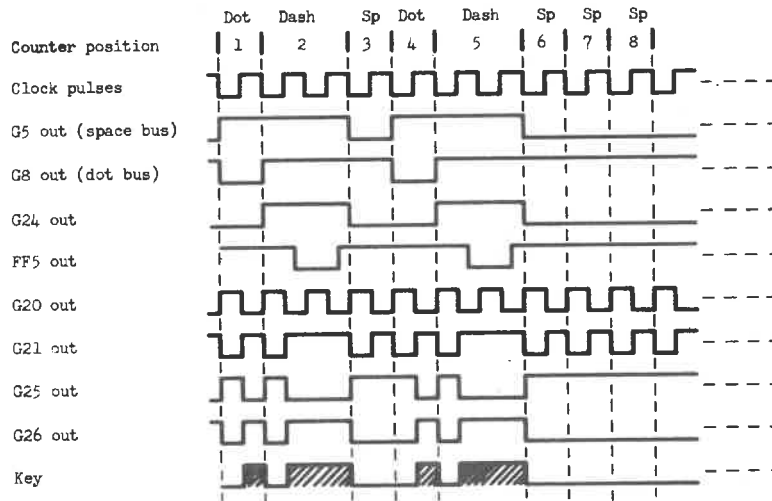 Dot Dash Sp Dot Dash Sp Sp Sp
Counter position 1 2 3 4 5 6 7 8
Clock pulses
G5 out (space bus)
G8 out (dot bus)
G24 out
FF5 out
G20 out
G21 out
G25 out
G26 out
Key